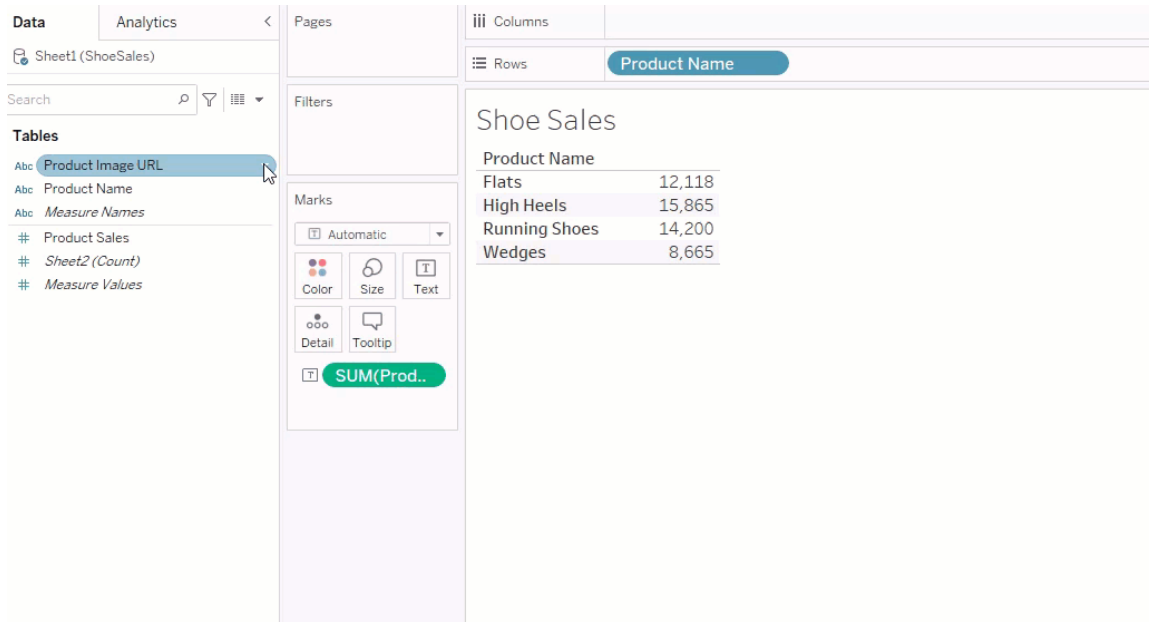 Data Analytics
Sheet1 (ShoeSales)
Search
Tables
Abc Product Image URL
Abc Product Name
Abc Measure Names
# Product Sales
# Sheet2 (Count)
# Measure Values
Pages
Filters
Marks
T Automatic
Color Size T Text
Detail Tooltip
T SUM(Prod..
iii Columns
Rows Product Name
Shoe Sales
Product Name
Flats 12,118
High Heels 15,865
Running Shoes 14,200
Wedges 8,665